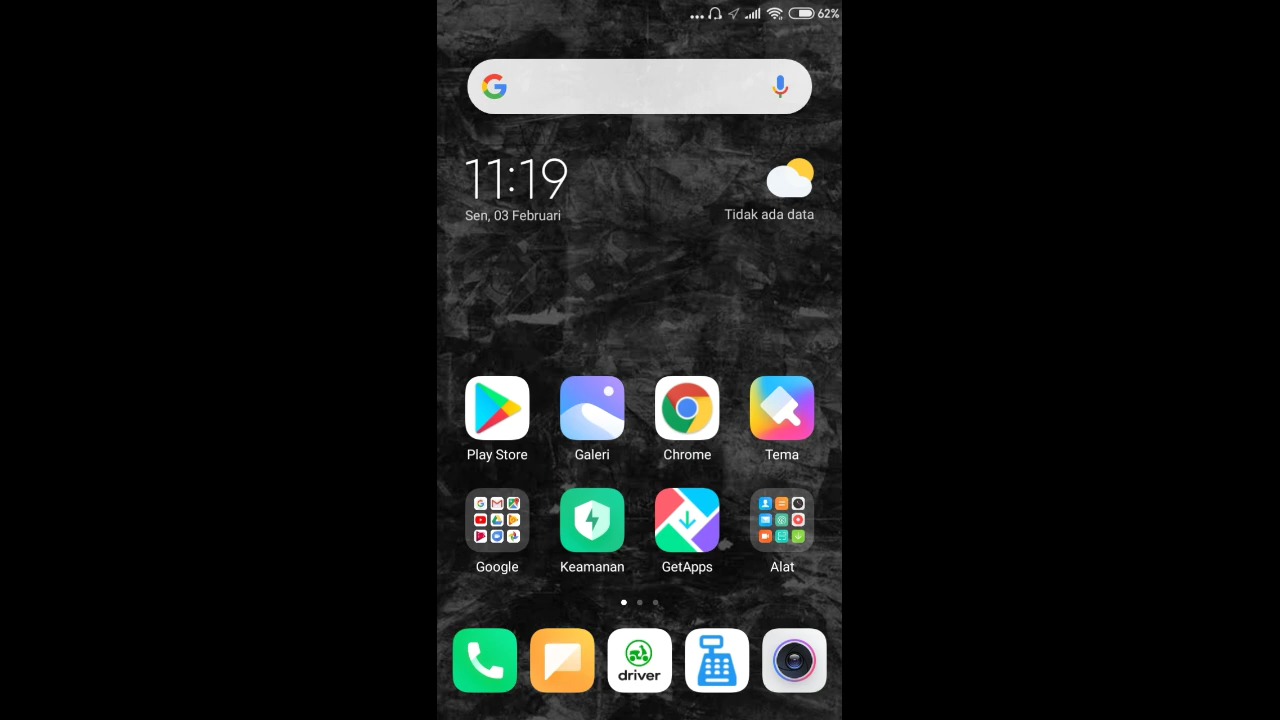 62%
11:19
Sen, 03 Februari
Tidak ada data
Play Store
Galeri
Chrome
Tema
Google
Keamanan
GetApps
Alat
driver